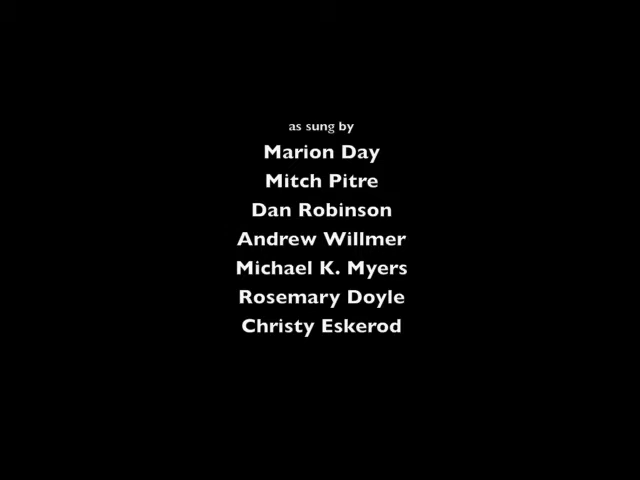 as sung by
Marion Day
Mitch Pitre
Dan Robinson
Andrew Willmer
Michael K. Myers
Rosemary Doyle
Christy Eskerod